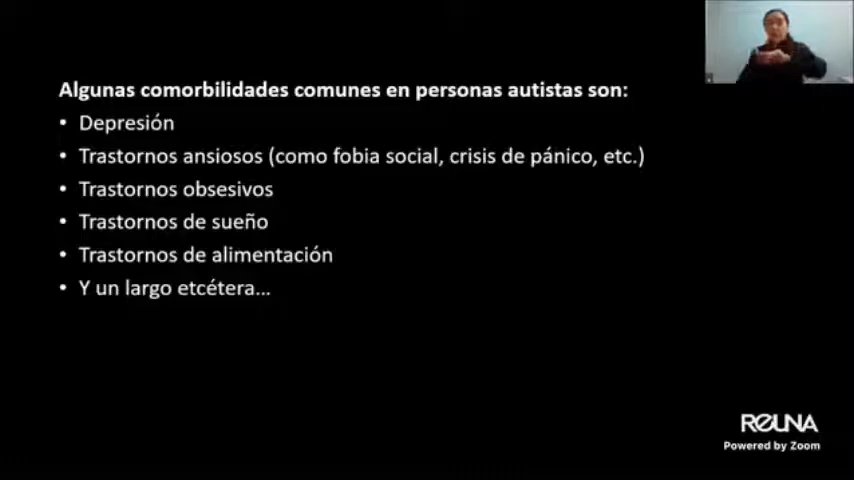 Algunas comorbilidades comunes en personas autistas son:
• Depresión
• Trastornos ansiosos (como fobia social, crisis de pánico, etc.)
• Trastornos obsesivos
• Trastornos de sueño
• Trastornos de alimentación
• Y un largo etcétera...
REUNA
Powered by Zoom